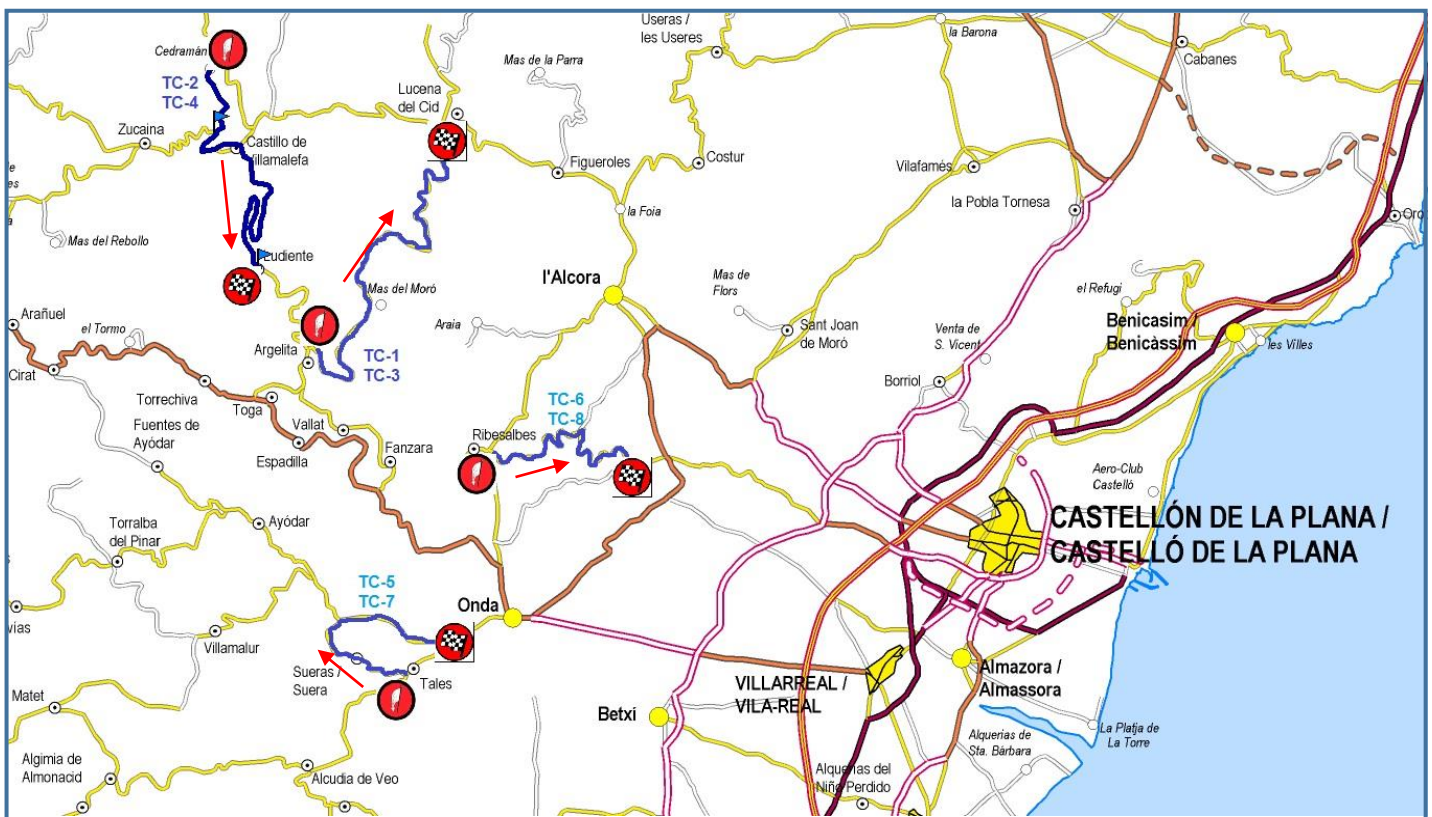 Useras /
les Useres
la Barona
Cedramán
Mas de la Parra
Cabanes
TC-2
TC-4
Lucena
del Cid
Zucaina
Castillo de
Villamalefa
Costur
Figueroles
Vilafamés
la Foia
la Pobla Tornesa
Oro
Mas del Rebollo
Ludiente
l'Alcora
Mas de
Flors
el Refugi
Mas del Moró
Arañuel
el Tormo
Araia
Sant Joan
de Moró
Venta de
S. Vicent
Benicasim /
Benicàssim
les Villes
Argelita
TC-1
TC-3
Cirat
Borriol
Torrechiva
Toga
TC-6
TC-8
Fuentes de
Ayódar
Vallat
Ribesalbes
Espadilla
Fanzara
Aero-Club
Castelló
Torralba
del Pinar
Ayódar
CASTELLÓN DE LA PLANA /
CASTELLÓ DE LA PLANA
TC-5
TC-7
Onda
vias
Villamalur
Sueras /
Suera
Tales
Almazora /
Almassora
VILLARREAL /
VILA-REAL
Matet
Betxí
La Platja de
La Torre
Alquerias de
Sta. Bàrbara
Algimia de
Almonacid
Alcudia de Veo
Alquerias del
Niño Perdido